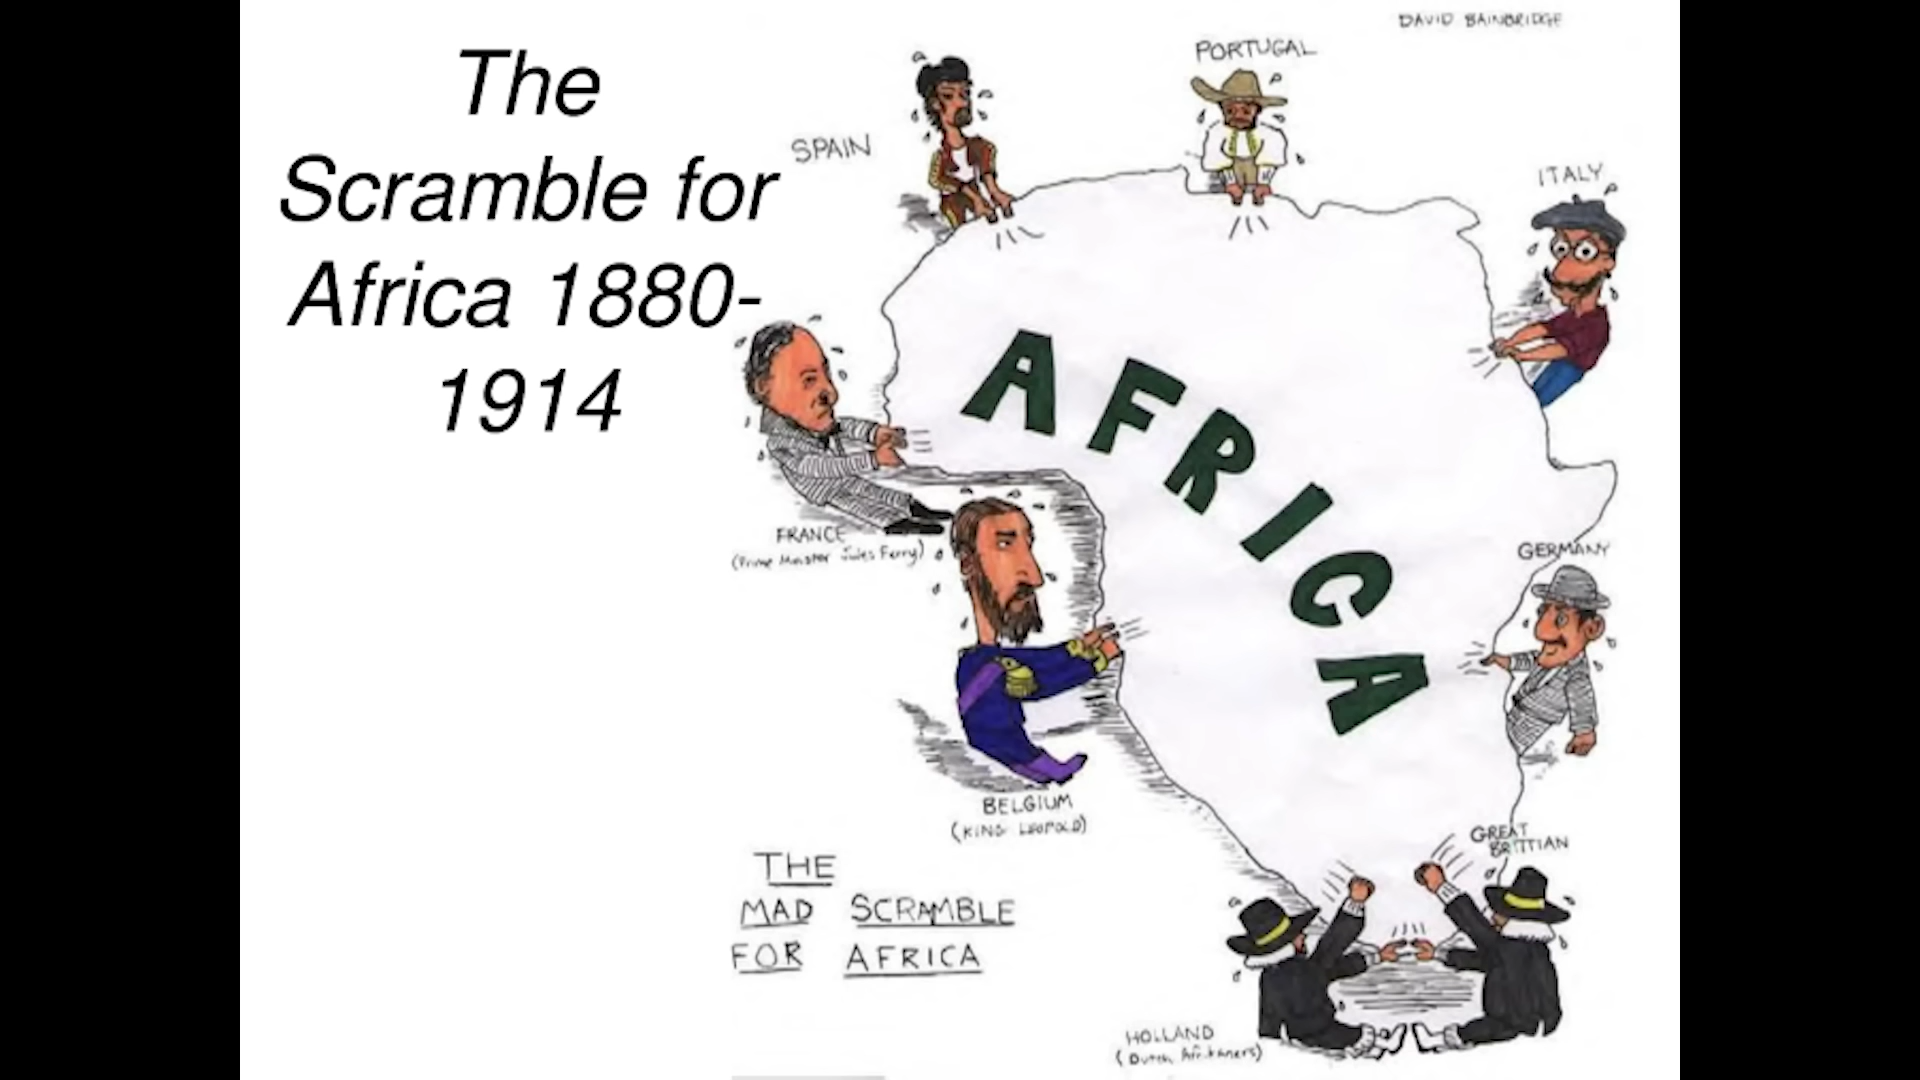 The
Scramble for
Africa 1880-
1914
DAVID BAINBRIDGE
PORTUGAL
SPAIN
ITALY
AFRICA
FRANCE
(Prime Minister Jules Ferry)
GERMANY
BELGIUM
(KING LEOPOLD)
GREAT
BRITTIAN
THE
MAD SCRAMBLE
FOR AFRICA
HOLLAND
(Dutch Afrikaners)